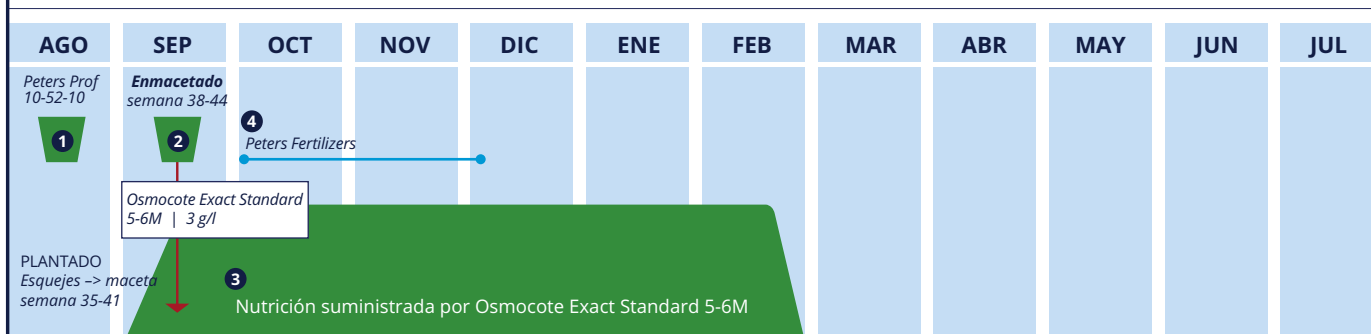 AGO SEP OCT NOV DIC ENE FEB MAR ABR MAY JUN JUL
Peters Prof
10-52-10
1
Enmacetado
semana 38-44
2
4
Peters Fertilizers
Osmocote Exact Standard
5-6M | 3 g/l
PLANTADO
Esquejes –> maceta
semana 35-41
3
Nutrición suministrada por Osmocote Exact Standard 5-6M